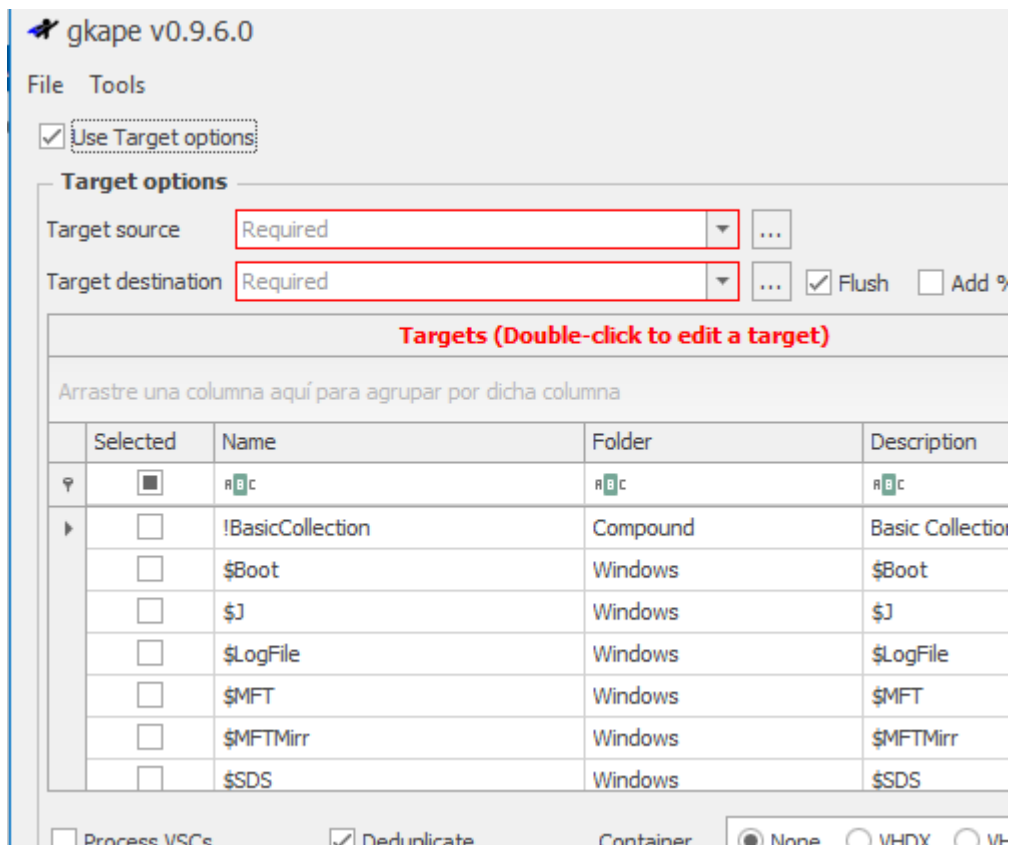 gkape v0.9.6.0
File Tools
Use Target options
Target options
Target source Required ...
Target destination Required ... Flush Add %
Targets (Double-click to edit a target)
Arrastre una columna aquí para agrupar por dicha columna
Selected Name Folder Description
ABC ABC ABC
!BasicCollection Compound Basic Collection
$Boot Windows $Boot
$J Windows $J
$LogFile Windows $LogFile
$MFT Windows $MFT
$MFTMirr Windows $MFTMirr
$SDS Windows $SDS
Process VSCs Deduplicate Container None VHDX